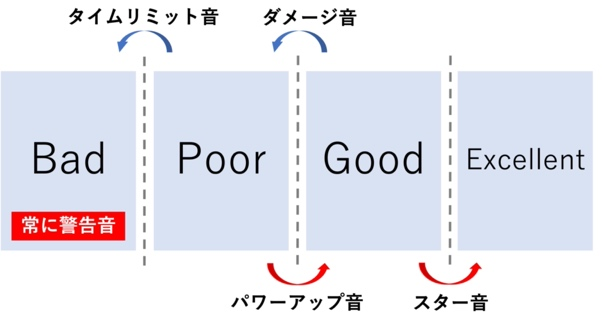 タイムリミット音
ダメージ音
Bad
Poor
Good
Excellent
常に警告音
パワーアップ音
スター音